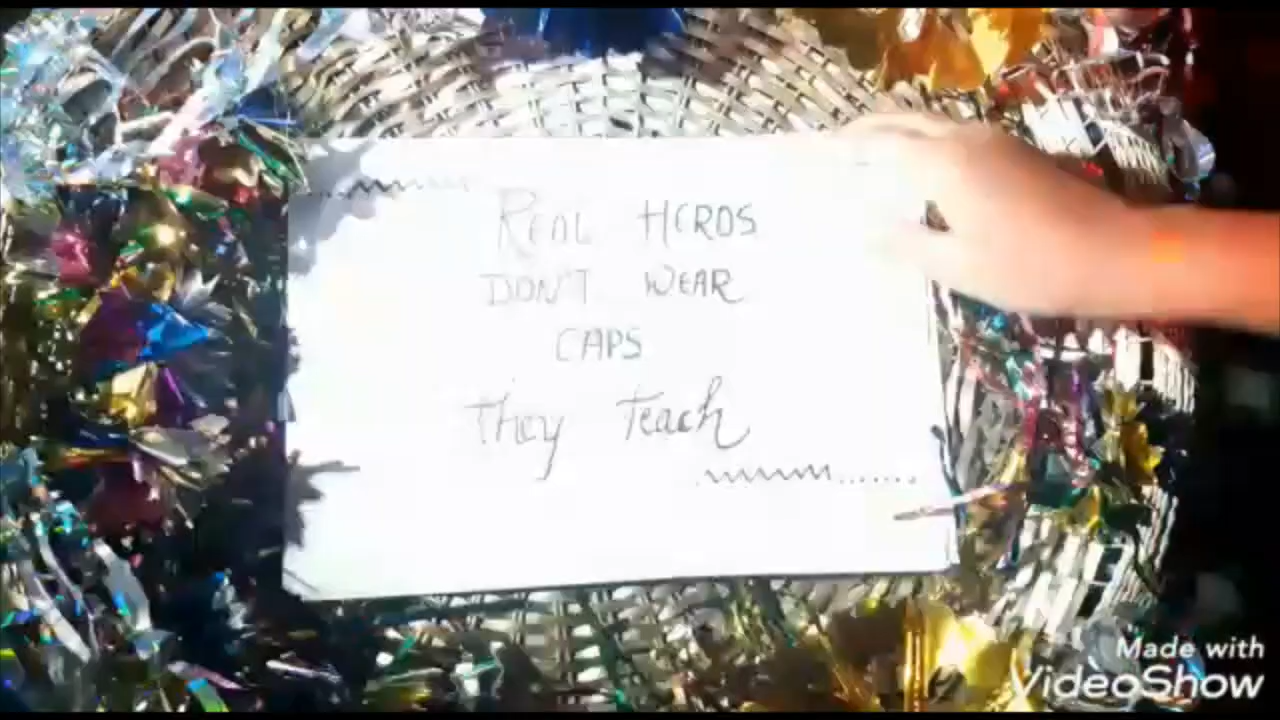 REAL HEROS
DON'T WEAR
CAPS
They Teach
Made with
VideoShow